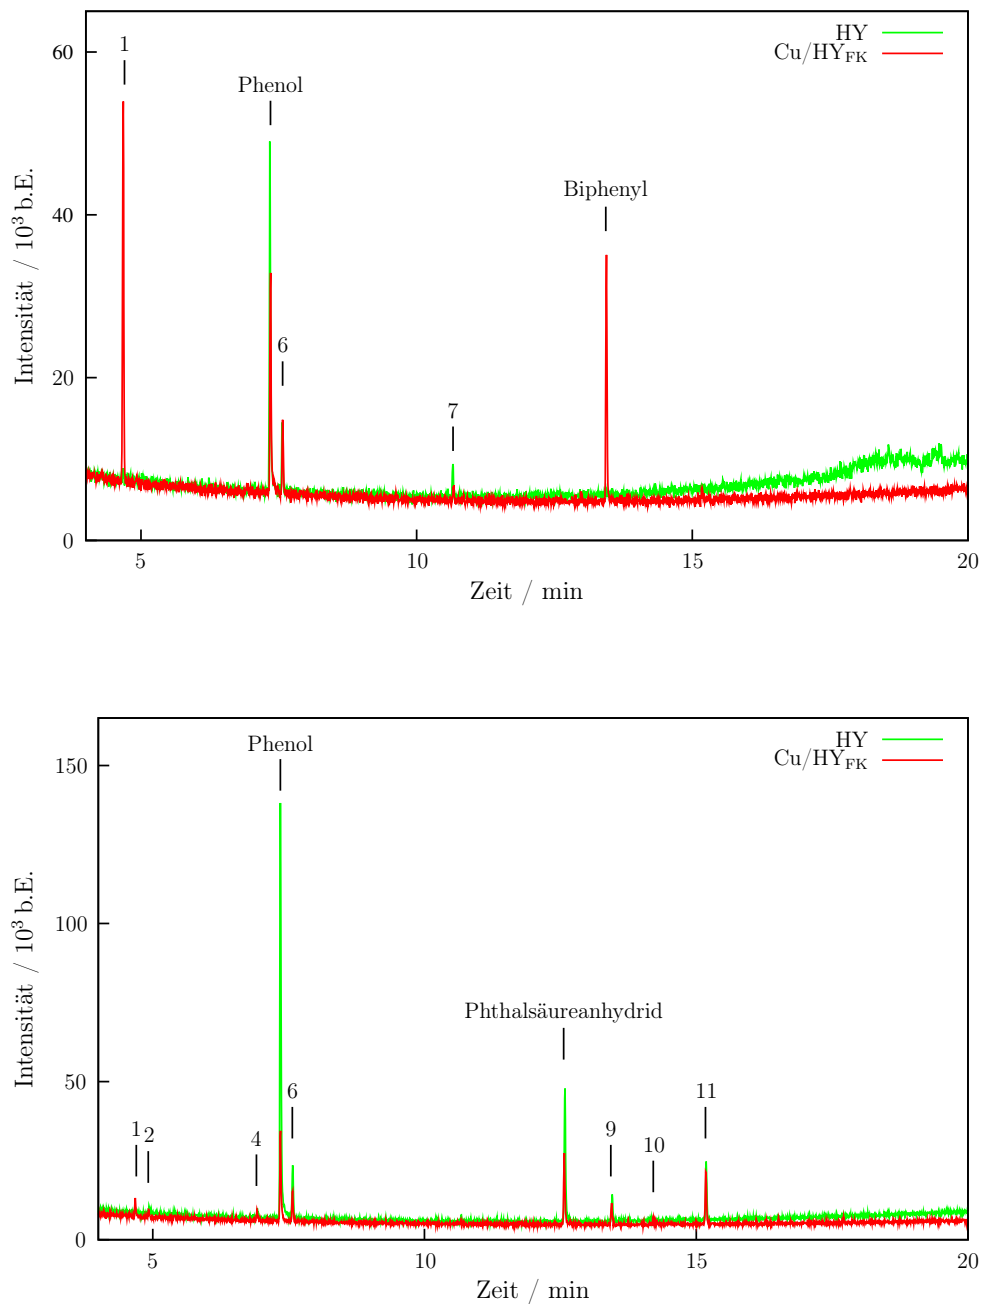 60
40
20
0
5
10
15
20
Intensität / 10³ b.E.
Zeit / min
1
Phenol
6
7
Biphenyl
HY
Cu/HY_FK
150
100
50
0
5
10
15
20
Intensität / 10³ b.E.
Zeit / min
1
2
4
Phenol
6
Phthalsäureanhydrid
9
10
11
HY
Cu/HY_FK